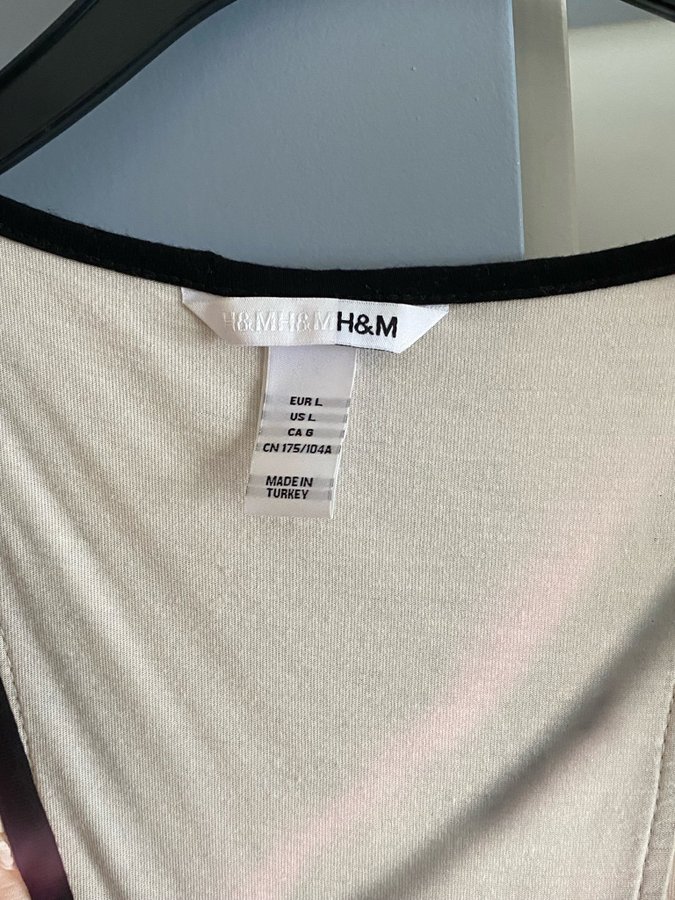 H&MH&MH&M
EUR L
US L
CA G
CN 175/104A
MADE IN
TURKEY